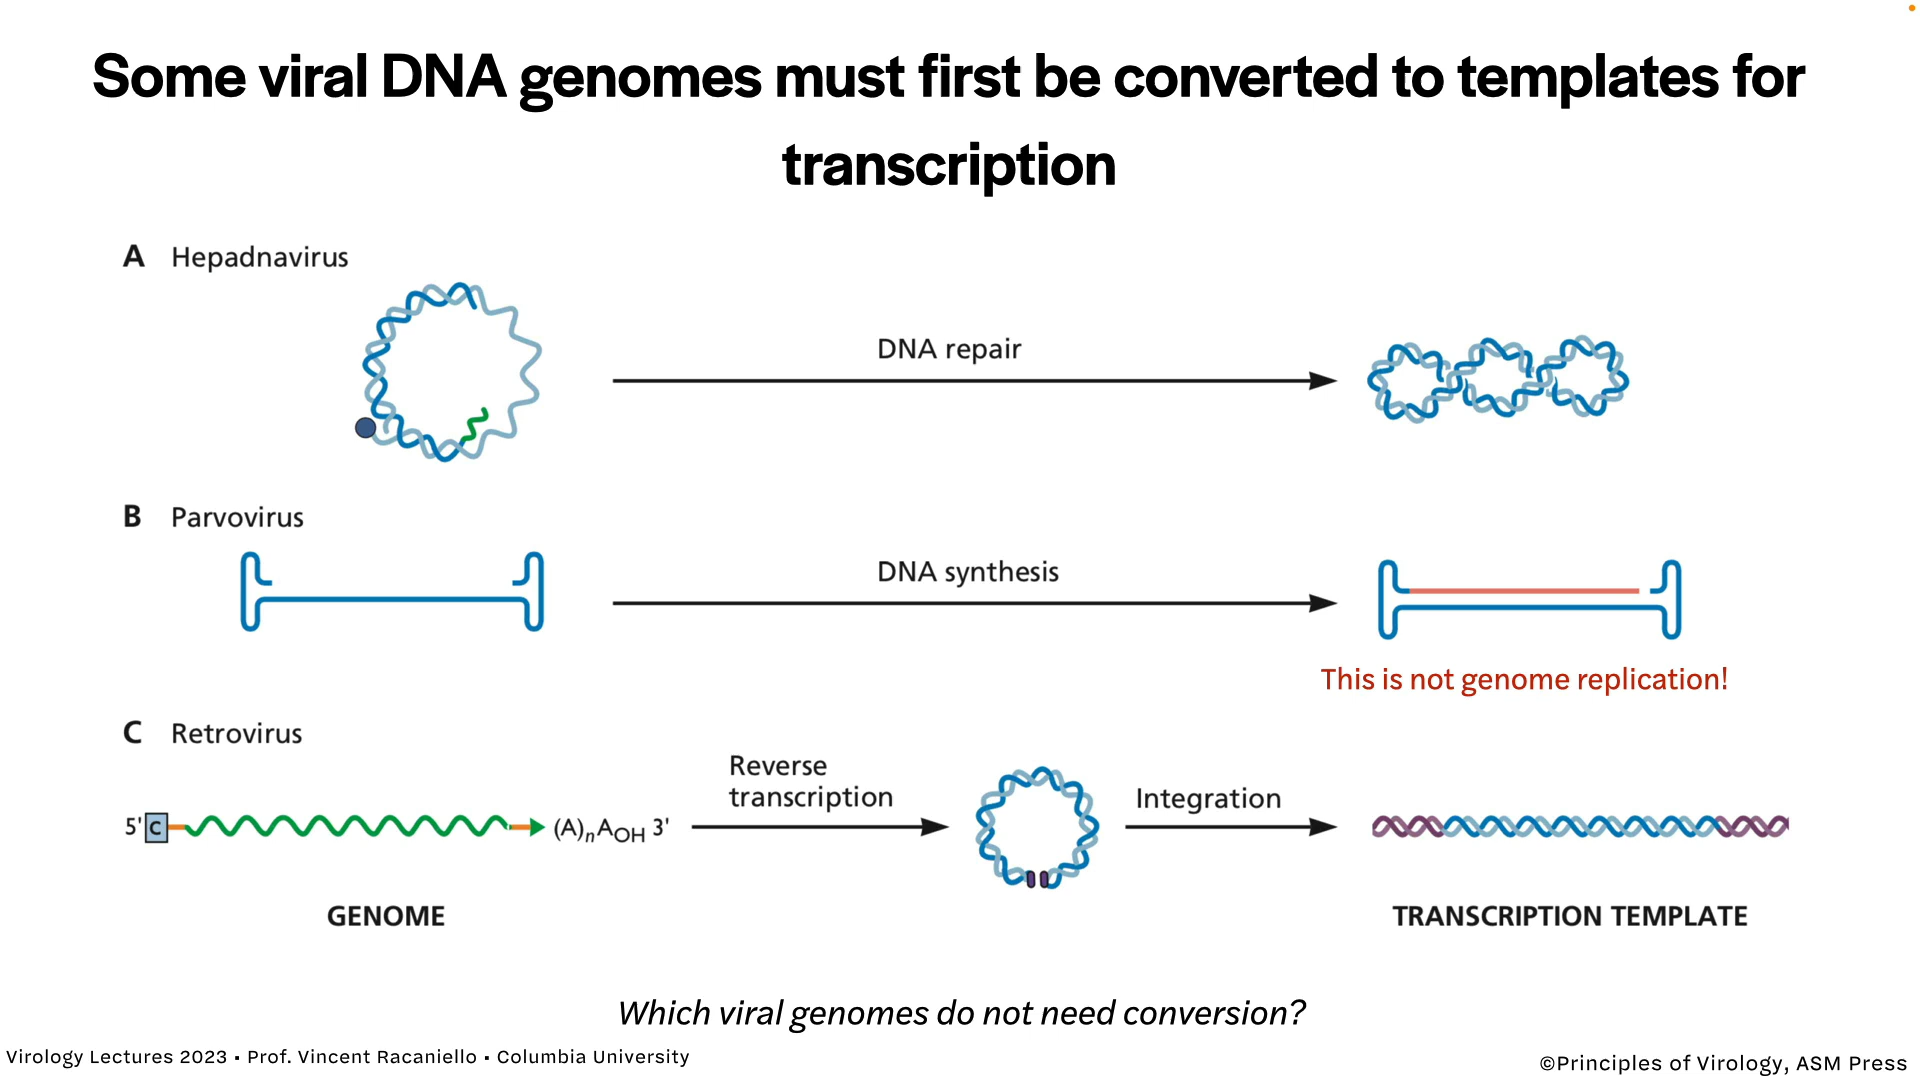 Some viral DNA genomes must first be converted to templates for
transcription
A Hepadnavirus
DNA repair
B Parvovirus
DNA synthesis
This is not genome replication!
C Retrovirus
Reverse
transcription
Integration
5' C (A)nAOH 3'
GENOME
TRANSCRIPTION TEMPLATE
Which viral genomes do not need conversion?
Virology Lectures 2023 • Prof. Vincent Racaniello • Columbia University
©Principles of Virology, ASM Press